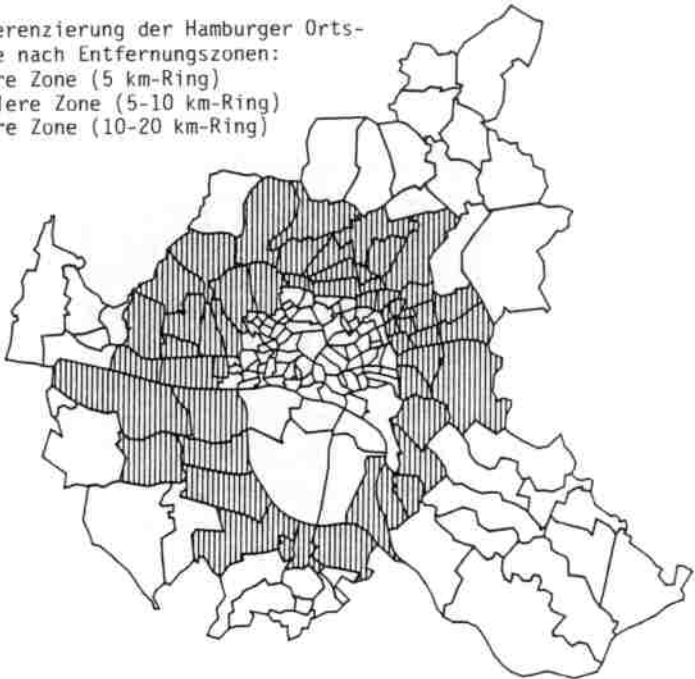 erenzierung der Hamburger Orts-
e nach Entfernungszonen:
re Zone (5 km-Ring)
lere Zone (5-10 km-Ring)
re Zone (10-20 km-Ring)